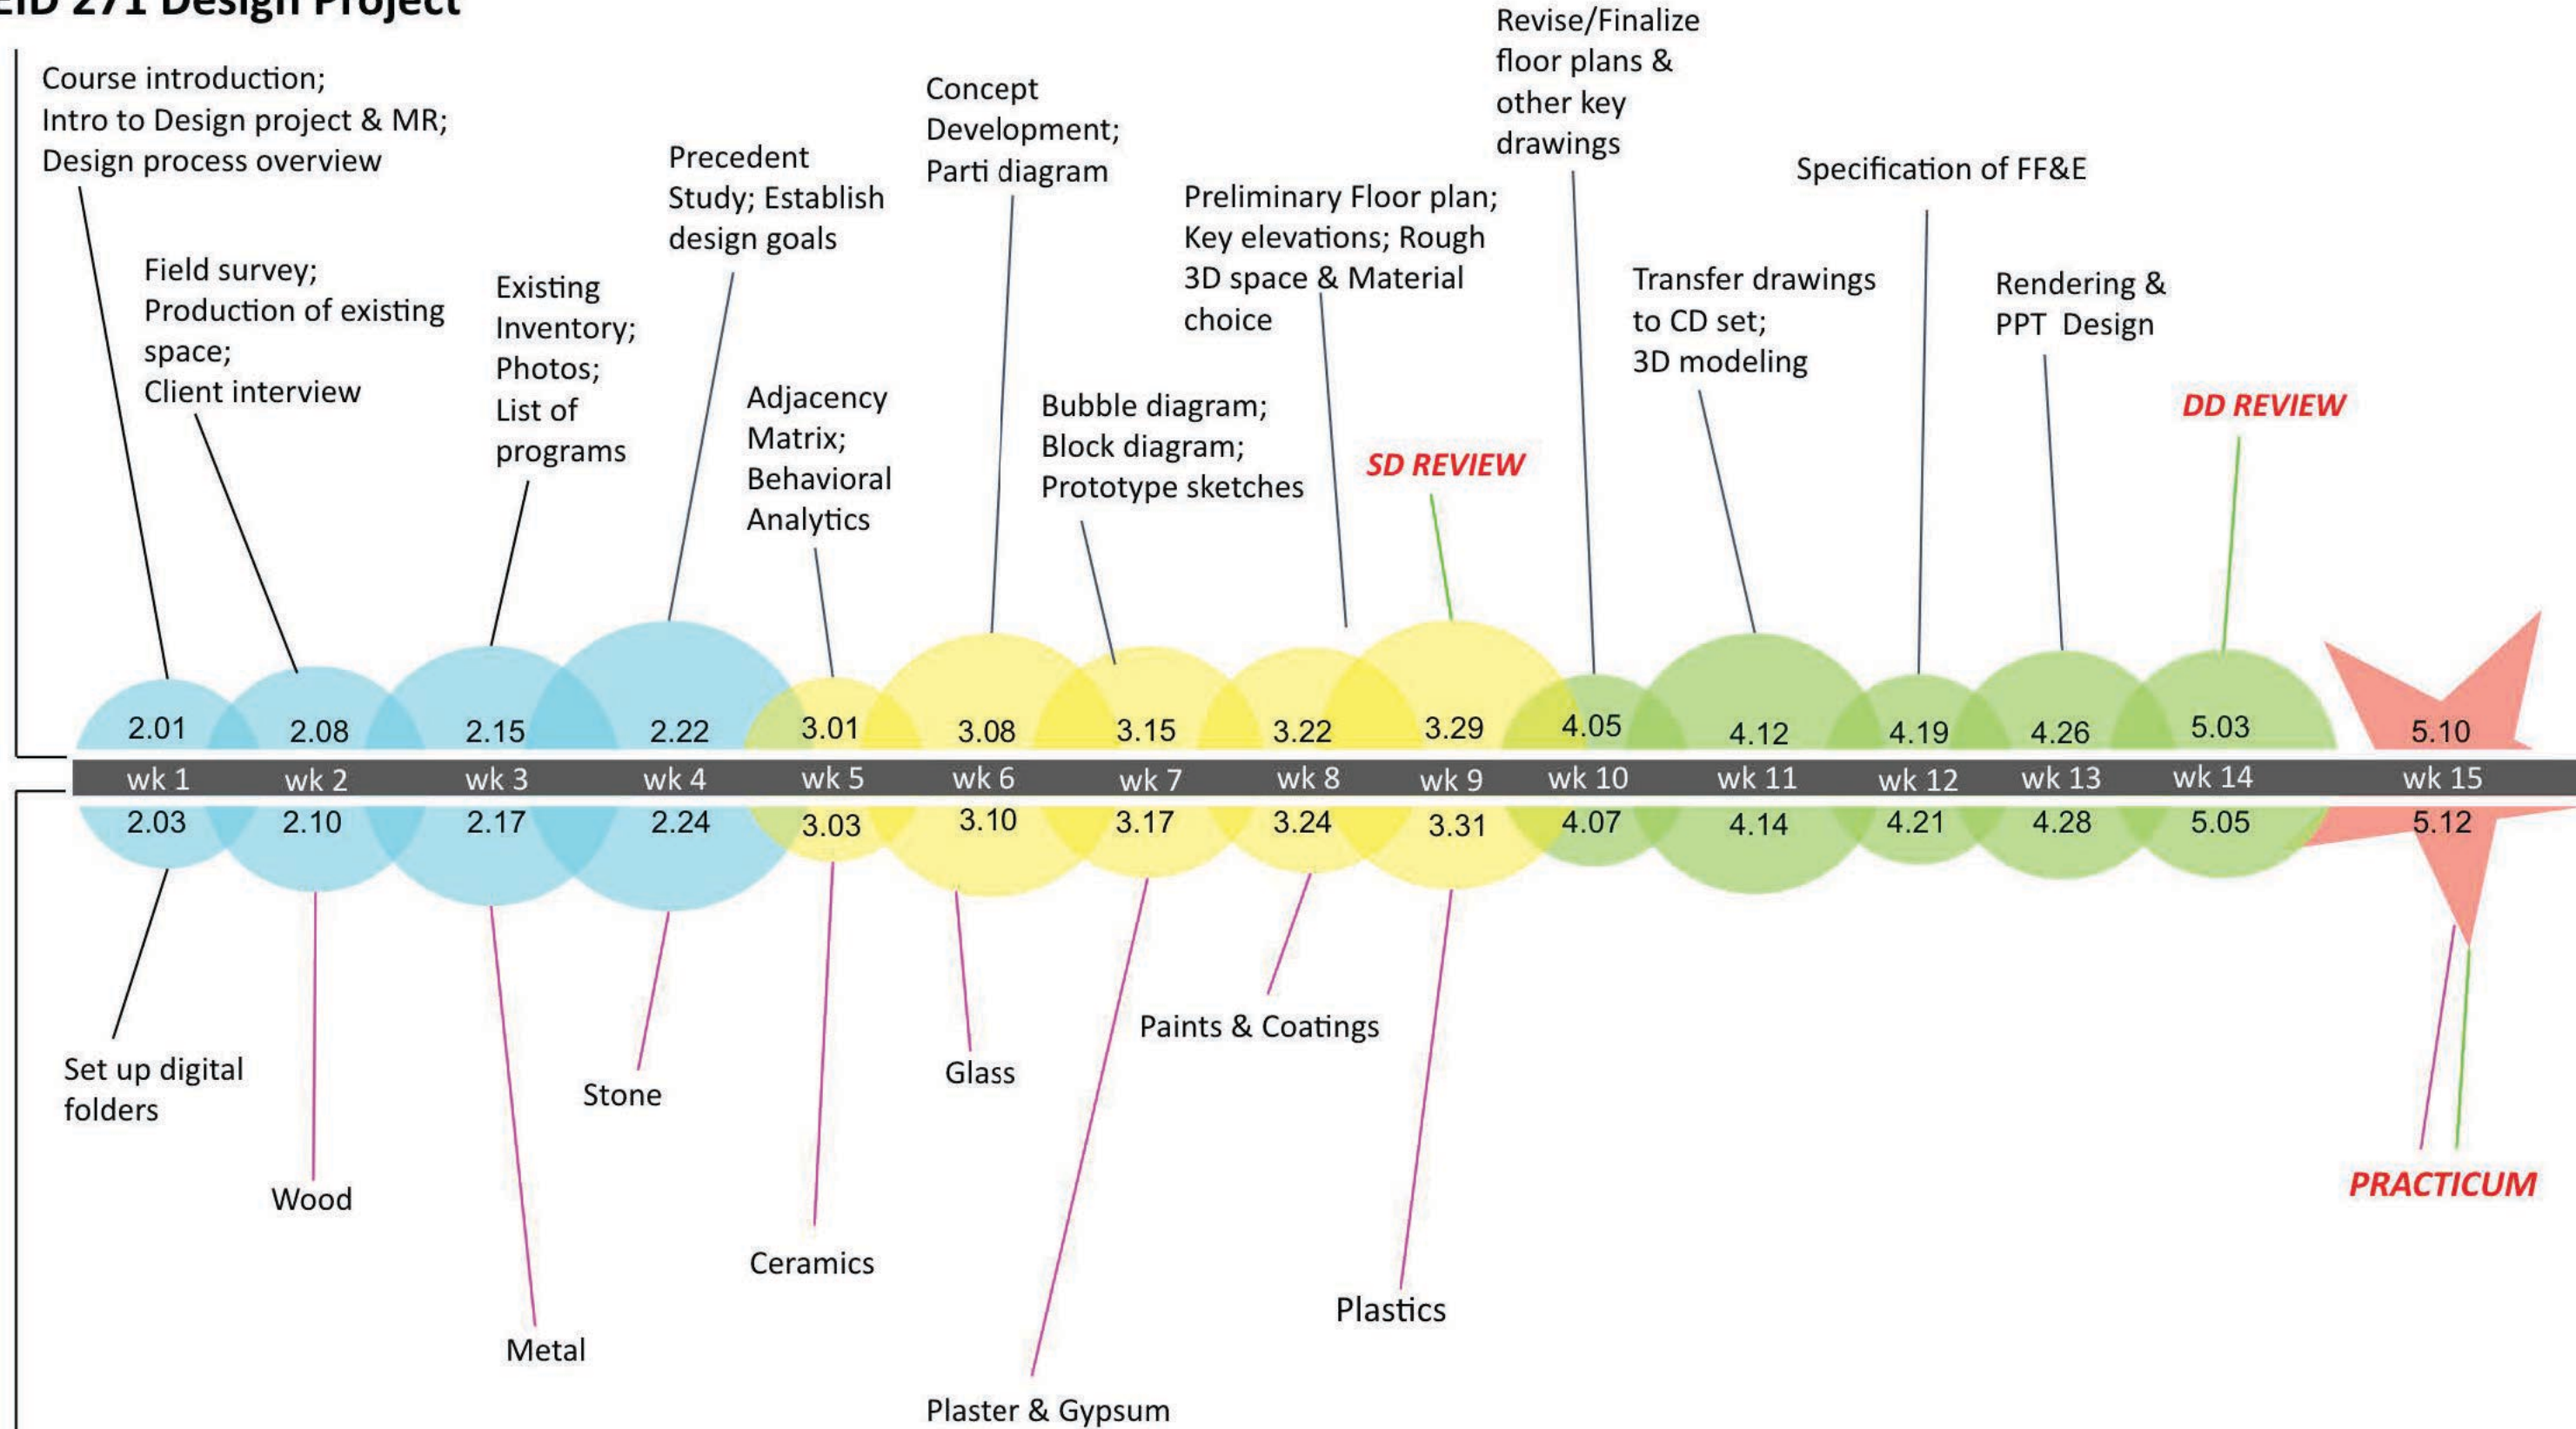 EID 271 Design Project
Course introduction;
Intro to Design project & MR;
Design process overview
Field survey;
Production of existing
space;
Client interview
Existing
Inventory;
Photos;
List of
programs
Precedent
Study; Establish
design goals
Adjacency
Matrix;
Behavioral
Analytics
Concept
Development;
Parti diagram
Bubble diagram;
Block diagram;
Prototype sketches
Preliminary Floor plan;
Key elevations; Rough
3D space & Material
choice
SD REVIEW
Revise/Finalize
floor plans &
other key
drawings
Transfer drawings
to CD set;
3D modeling
Specification of FF&E
Rendering &
PPT Design
DD REVIEW
2.01 2.08 2.15 2.22 3.01 3.08 3.15 3.22 3.29 4.05 4.12 4.19 4.26 5.03 5.10
wk 1 wk 2 wk 3 wk 4 wk 5 wk 6 wk 7 wk 8 wk 9 wk 10 wk 11 wk 12 wk 13 wk 14 wk 15
2.03 2.10 2.17 2.24 3.03 3.10 3.17 3.24 3.31 4.07 4.14 4.21 4.28 5.05 5.12
Set up digital
folders
Wood
Metal
Stone
Ceramics
Glass
Plaster & Gypsum
Paints & Coatings
Plastics
PRACTICUM